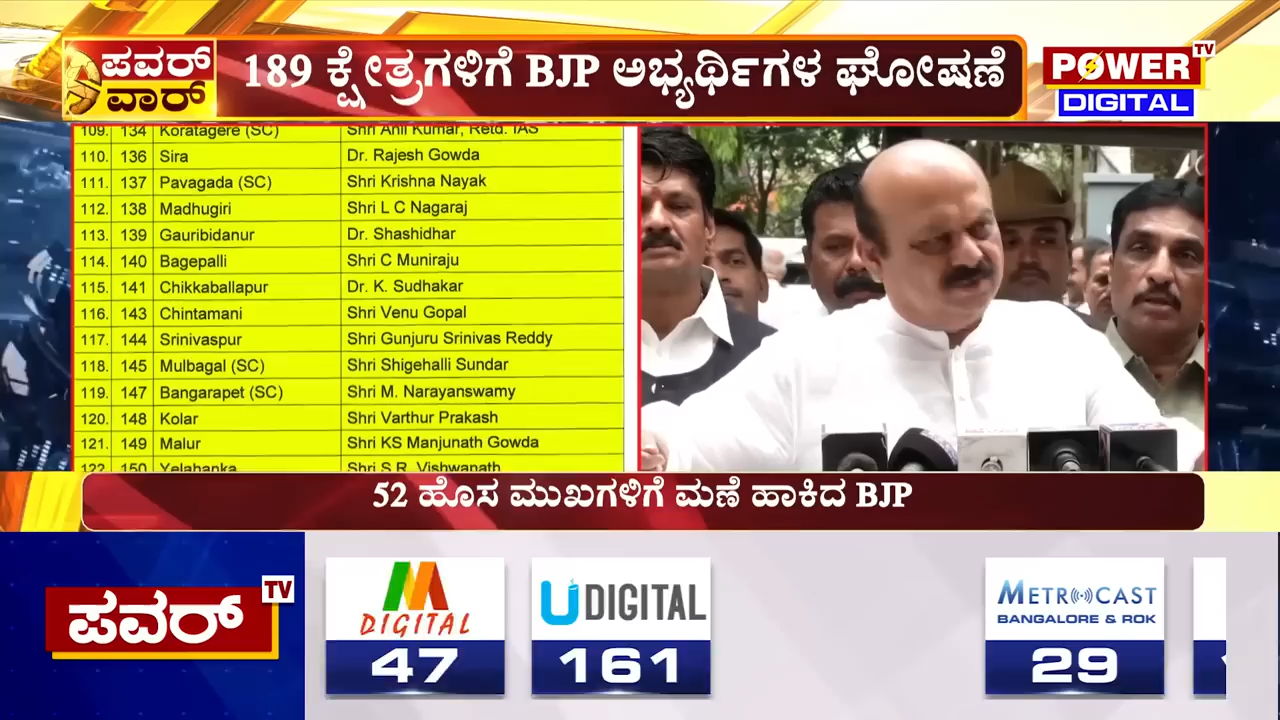 ಪವರ್
ವಾರ್
189 ಕ್ಷೇತ್ರಗಳಿಗೆ BJP ಅಭ್ಯರ್ಥಿಗಳ ಘೋಷಣೆ
POWER TV
DIGITAL
109. 134 Koratagere (SC) Shri Anil Kumar, Retd. IAS
110. 136 Sira Dr. Rajesh Gowda
111. 137 Pavagada (SC) Shri Krishna Nayak
112. 138 Madhugiri Shri L C Nagaraj
113. 139 Gauribidanur Dr. Shashidhar
114. 140 Bagepalli Shri C Muniraju
115. 141 Chikkaballapur Dr. K. Sudhakar
116. 143 Chintamani Shri Venu Gopal
117. 144 Srinivaspur Shri Gunjuru Srinivas Reddy
118. 145 Mulbagal (SC) Shri Shigehalli Sundar
119. 147 Bangarapet (SC) Shri M. Narayanswamy
120. 148 Kolar Shri Varthur Prakash
121. 149 Malur Shri KS Manjunath Gowda
122. 150 Yelahanka Shri S.R. Vishwanath
52 ಹೊಸ ಮುಖಗಳಿಗೆ ಮಣೆ ಹಾಕಿದ BJP
ಪವರ್ TV
M DIGITAL
47
U DIGITAL
161
METROCAST
BANGALORE & ROK
29